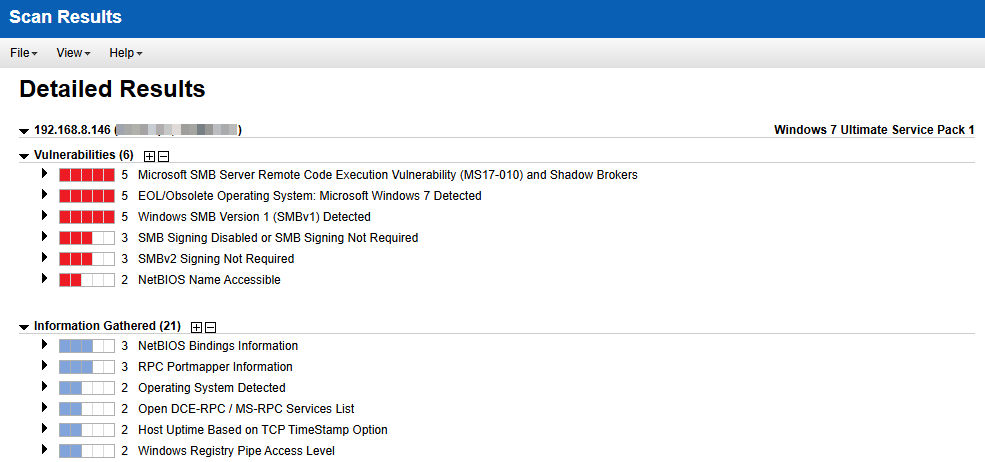 Scan Results
File View Help
Detailed Results
192.168.8.146 ( ) Windows 7 Ultimate Service Pack 1
Vulnerabilities (6)
5 Microsoft SMB Server Remote Code Execution Vulnerability (MS17-010) and Shadow Brokers
5 EOL/Obsolete Operating System: Microsoft Windows 7 Detected
5 Windows SMB Version 1 (SMBv1) Detected
3 SMB Signing Disabled or SMB Signing Not Required
3 SMBv2 Signing Not Required
2 NetBIOS Name Accessible
Information Gathered (21)
3 NetBIOS Bindings Information
3 RPC Portmapper Information
2 Operating System Detected
2 Open DCE-RPC / MS-RPC Services List
2 Host Uptime Based on TCP TimeStamp Option
2 Windows Registry Pipe Access Level